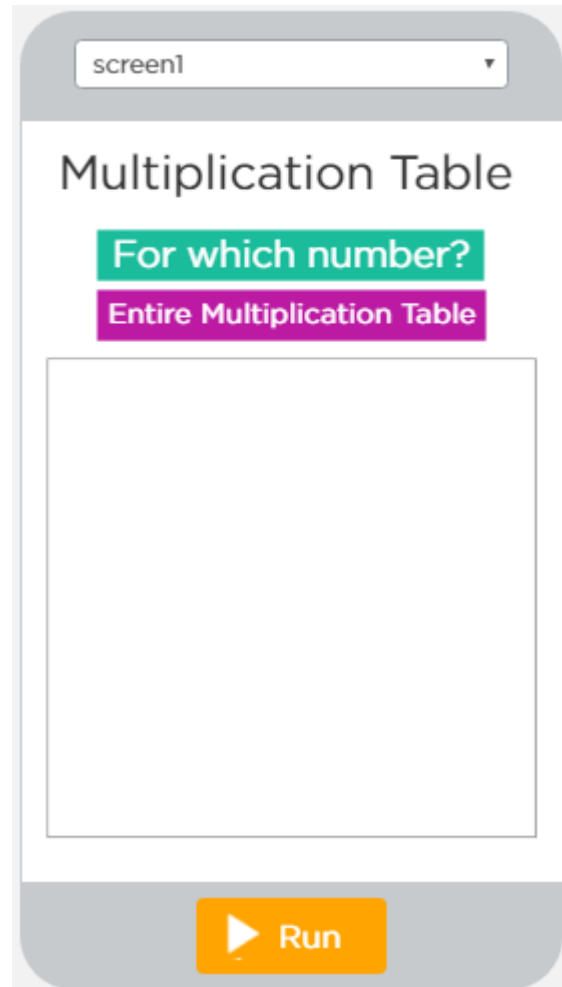 screen1
Multiplication Table
For which number?
Entire Multiplication Table
Run